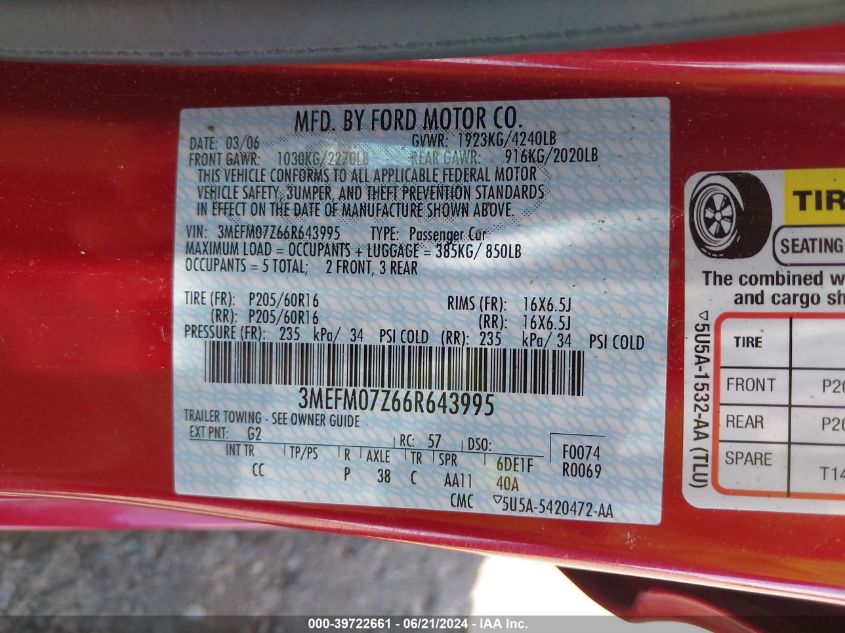 MFD. BY FORD MOTOR CO.
DATE: 03/06 GVWR: 1923KG/4240LB
FRONT GAWR: 1030KG/2270LB REAR GAWR: 916KG/2020LB
THIS VEHICLE CONFORMS TO ALL APPLICABLE FEDERAL MOTOR
VEHICLE SAFETY, BUMPER, AND THEFT PREVENTION STANDARDS
IN EFFECT ON THE DATE OF MANUFACTURE SHOWN ABOVE.
VIN: 3MEFM07Z66R643995 TYPE: Passenger Car
MAXIMUM LOAD = OCCUPANTS + LUGGAGE = 385KG/ 850LB
OCCUPANTS = 5 TOTAL; 2 FRONT, 3 REAR
TIRE (FR): P205/60R16 RIMS (FR): 16X6.5J
(RR): P205/60R16 (RR): 16X6.5J
PRESSURE (FR): 235 kPa/ 34 PSI COLD (RR): 235 kPa/ 34 PSI COLD
3MEFM07Z66R643995
TRAILER TOWING - SEE OWNER GUIDE
EXT PNT: G2 RC: 57 DSO: F0074
INT TR TP/PS R AXLE TR SPR 6DE1F R0069
CC P 38 C AA11 40A
CMC ▽5U5A-5420472-AA
TIR
SEATING
The combined w
and cargo sh
▽5U5A-1532-AA (TLU)
TIRE
FRONT P20
REAR P20
SPARE T14
000-39722661 - 06/21/2024 - IAA Inc.